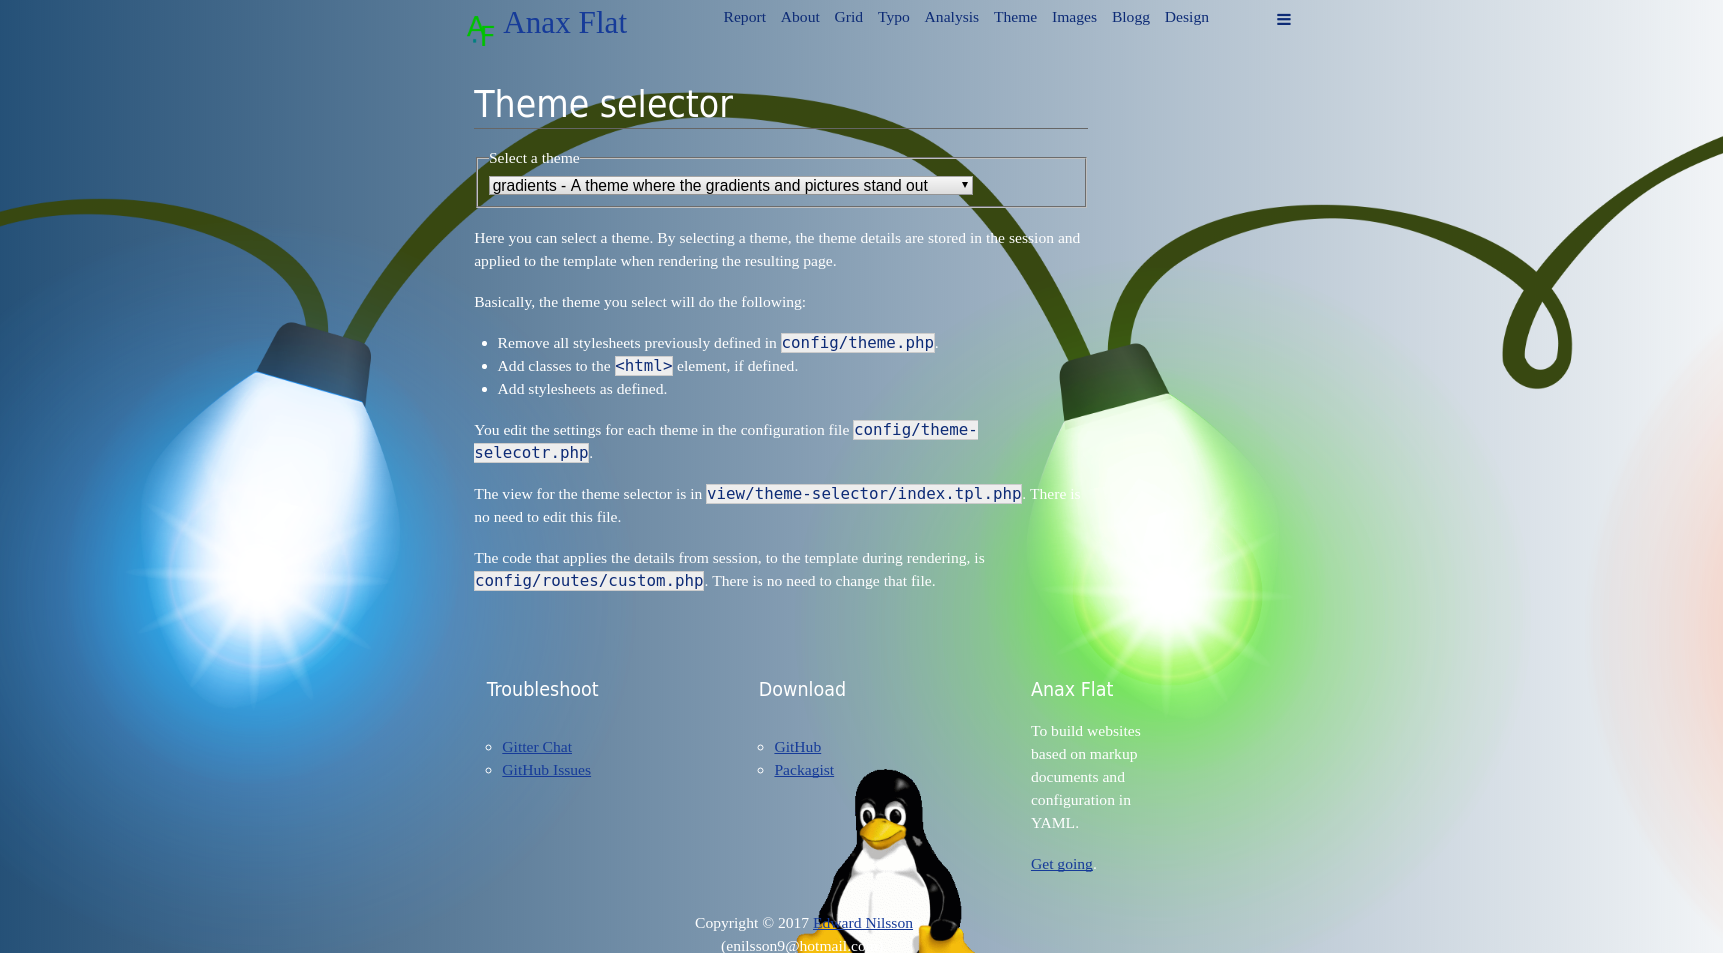 AF Anax Flat
Report About Grid Typo Analysis Theme Images Blogg Design
Theme selector
Select a theme
gradients - A theme where the gradients and pictures stand out
Here you can select a theme. By selecting a theme, the theme details are stored in the session and
applied to the template when rendering the resulting page.
Basically, the theme you select will do the following:
Remove all stylesheets previously defined in config/theme.php.
Add classes to the <html> element, if defined.
Add stylesheets as defined.
You edit the settings for each theme in the configuration file config/theme-
selecotr.php.
The view for the theme selector is in view/theme-selector/index.tpl.php. There is
no need to edit this file.
The code that applies the details from session, to the template during rendering, is
config/routes/custom.php. There is no need to change that file.
Troubleshoot
Gitter Chat
GitHub Issues
Download
GitHub
Packagist
Anax Flat
To build websites
based on markup
documents and
configuration in
YAML.
Get going.
Copyright © 2017 Edward Nilsson
(enilsson9@hotmail.com)